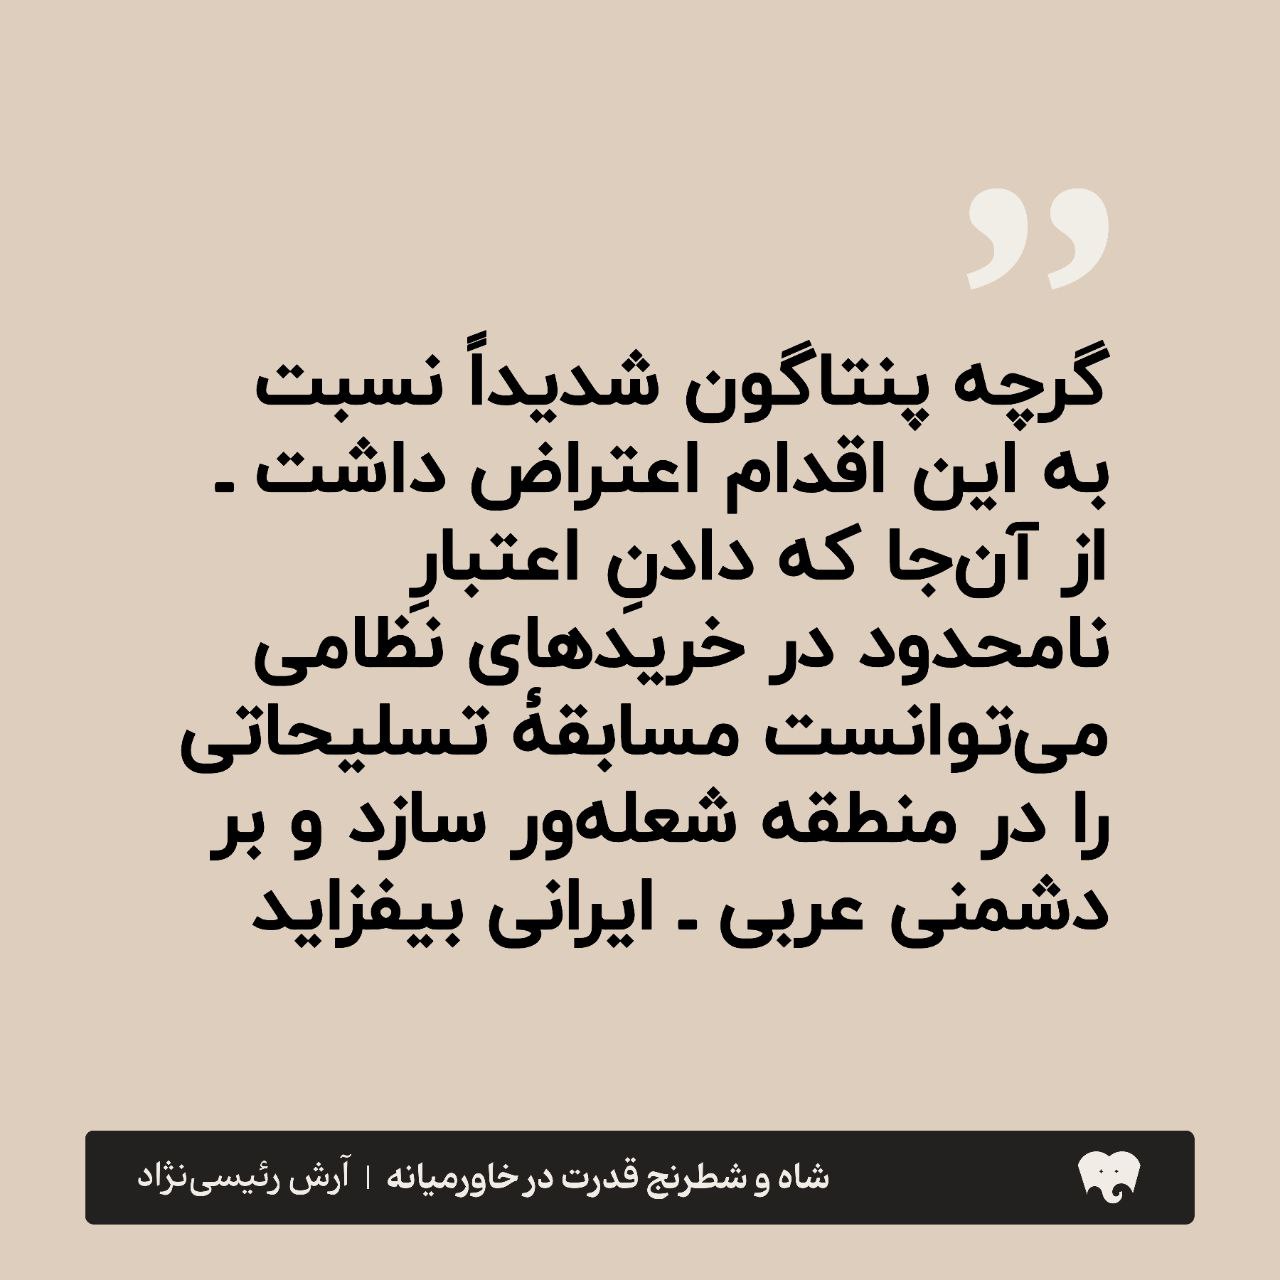 ”
گرچه پنتاگون شدیداً نسبت
به این اقدام اعتراض داشت ـ
از آن‌جا که دادنِ اعتبارِ
نامحدود در خریدهای نظامی
می‌توانست مسابقهٔ تسلیحاتی
را در منطقه شعله‌ور سازد و بر
دشمنی عربی ـ ایرانی بیفزاید
شاه و شطرنج قدرت در خاورمیانه | آرش رئیسی‌نژاد